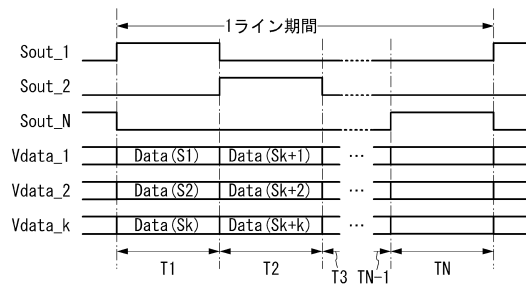 1ライン期間
Sout_1
Sout_2
Sout_N
Vdata_1 Data(S1) Data(Sk+1) ...
Vdata_2 Data(S2) Data(Sk+2) ...
Vdata_k Data(Sk) Data(Sk+k) ...
T1 T2 T3 TN-1 TN